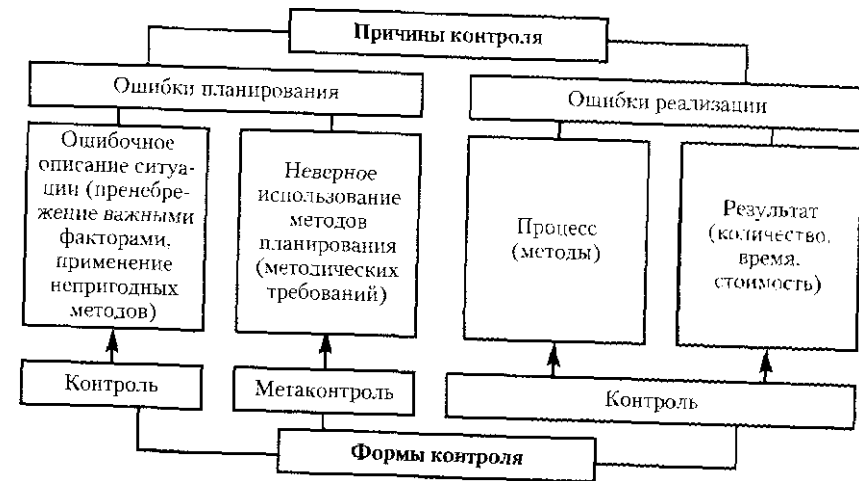 Причины контроля
Ошибки планирования
Ошибки реализации
Ошибочное
описание ситуа-
ции (пренебре-
жение важными
факторами,
применение
непригодных
методов)
Неверное
использование
методов
планирования
(методических
требований)
Процесс
(методы)
Результат
(количество,
время,
стоимость)
Контроль
Метаконтроль
Контроль
Формы контроля